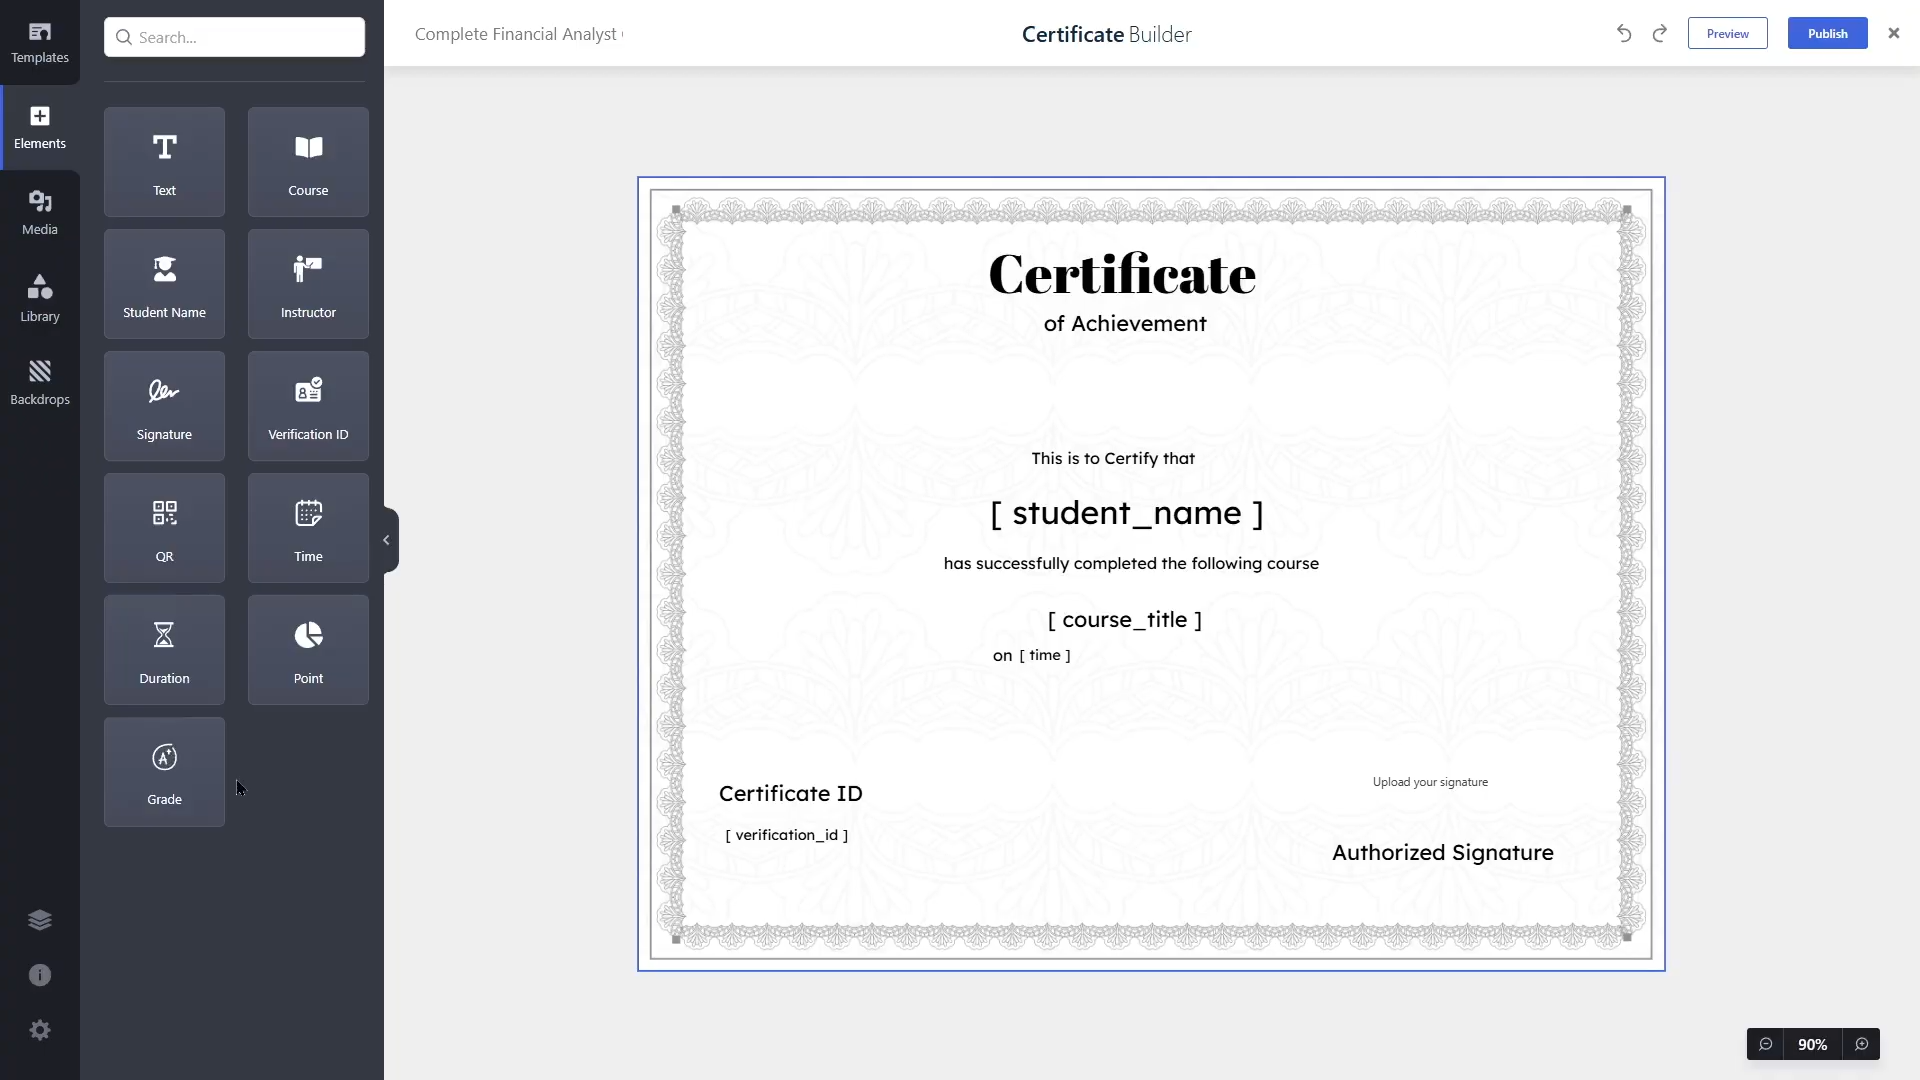 Templates
Elements
Media
Library
Backdrops
Search...
Text
Course
Student Name
Instructor
Signature
Verification ID
QR
Time
Duration
Point
A+
Grade
Complete Financial Analyst
Certificate Builder
Preview
Publish
Certificate
of Achievement
This is to Certify that
[ student_name ]
has successfully completed the following course
[ course_title ]
on [ time ]
Certificate ID
[ verification_id ]
Upload your signature
Authorized Signature
90%